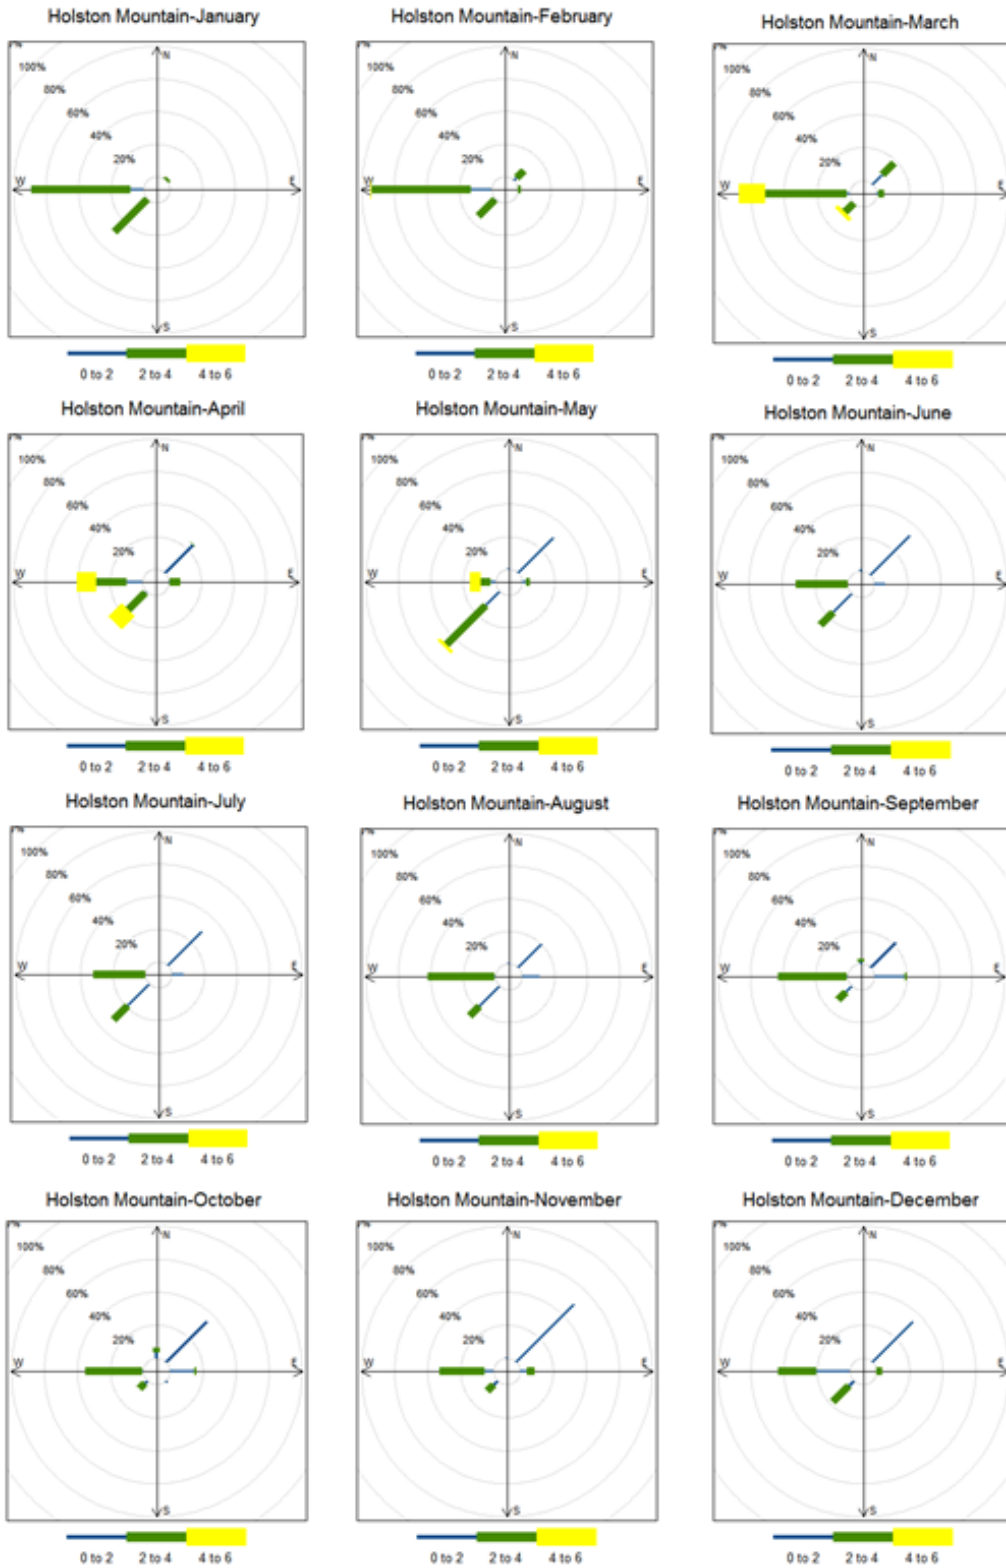 Holston Mountain-January
N
100%
80%
60%
40%
20%
W
E
S
0 to 2
2 to 4
4 to 6
Holston Mountain-February
N
100%
80%
60%
40%
20%
W
E
S
0 to 2
2 to 4
4 to 6
Holston Mountain-March
N
100%
80%
60%
40%
20%
W
E
S
0 to 2
2 to 4
4 to 6
Holston Mountain-April
N
100%
80%
60%
40%
20%
W
E
S
0 to 2
2 to 4
4 to 6
Holston Mountain-May
N
100%
80%
60%
40%
20%
W
E
S
0 to 2
2 to 4
4 to 6
Holston Mountain-June
N
100%
80%
60%
40%
20%
W
E
S
0 to 2
2 to 4
4 to 6
Holston Mountain-July
N
100%
80%
60%
40%
20%
W
E
S
0 to 2
2 to 4
4 to 6
Holston Mountain-August
N
100%
80%
60%
40%
20%
W
E
S
0 to 2
2 to 4
4 to 6
Holston Mountain-September
N
100%
80%
60%
40%
20%
W
E
S
0 to 2
2 to 4
4 to 6
Holston Mountain-October
N
100%
80%
60%
40%
20%
W
E
S
0 to 2
2 to 4
4 to 6
Holston Mountain-November
N
100%
80%
60%
40%
20%
W
E
S
0 to 2
2 to 4
4 to 6
Holston Mountain-December
N
100%
80%
60%
40%
20%
W
E
S
0 to 2
2 to 4
4 to 6